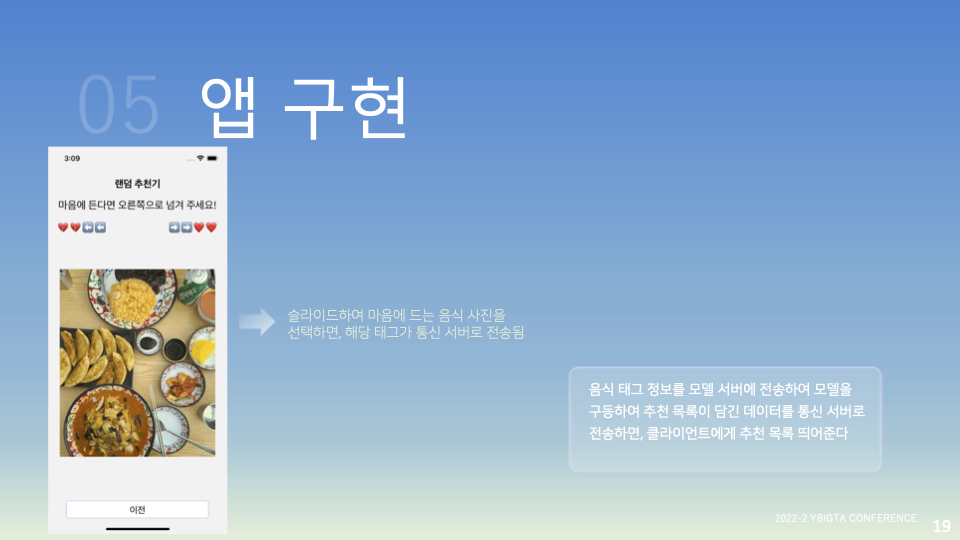 05 앱 구현
3:09
랜덤 추천기
마음에 든다면 오른쪽으로 넘겨 주세요!
슬라이드하여 마음에 드는 음식 사진을
선택하면, 해당 태그가 통신 서버로 전송됨
음식 태그 정보를 모델 서버에 전송하여 모델을
구동하여 추천 목록이 담긴 데이터를 통신 서버로
전송하면, 클라이언트에게 추천 목록 띄어준다
이전
2022-2 YBIGTA CONFERENCE
19